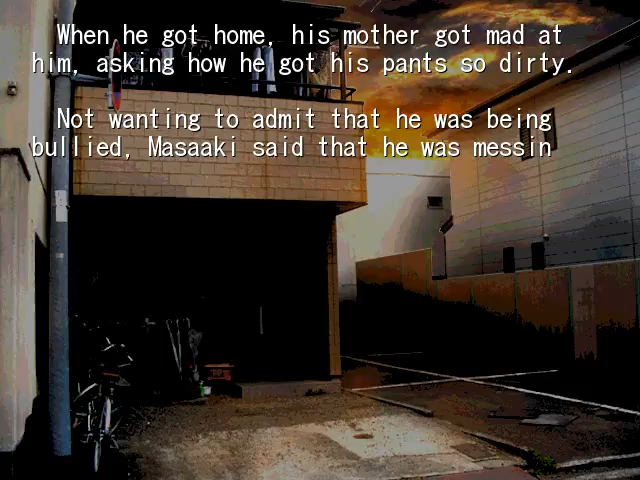 When he got home, his mother got mad at
him, asking how he got his pants so dirty.
Not wanting to admit that he was being
bullied, Masaaki said that he was messin